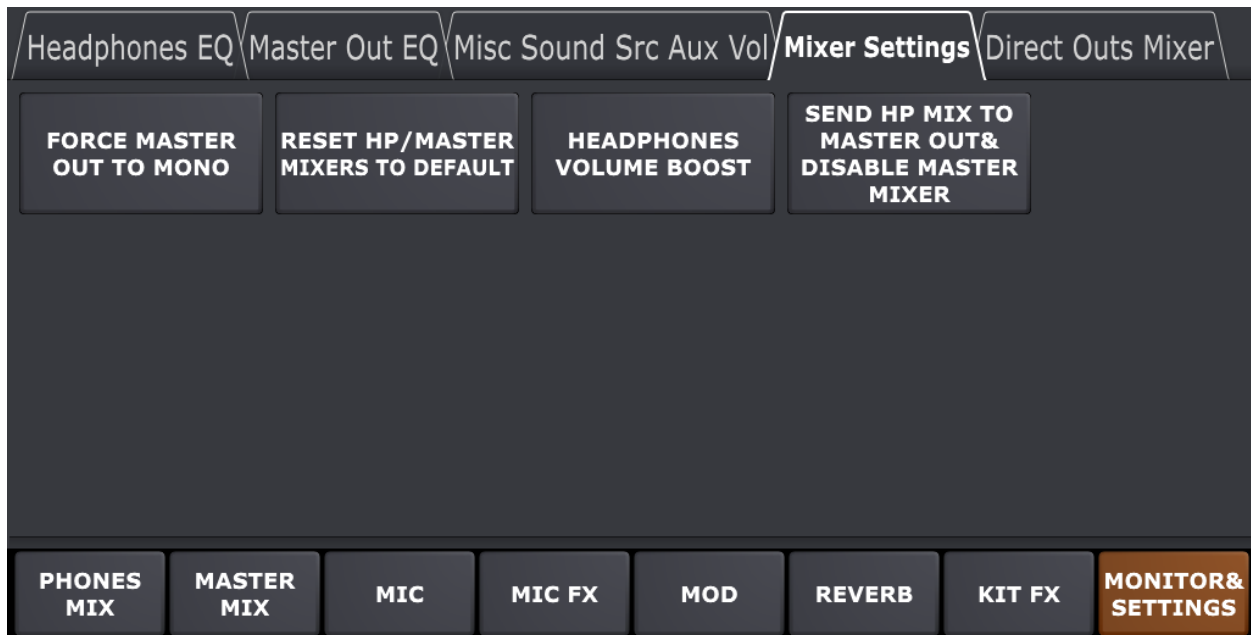 Headphones EQ Master Out EQ Misc Sound Src Aux Vol Mixer Settings Direct Outs Mixer
FORCE MASTER
OUT TO MONO
RESET HP/MASTER
MIXERS TO DEFAULT
HEADPHONES
VOLUME BOOST
SEND HP MIX TO
MASTER OUT&
DISABLE MASTER
MIXER
PHONES
MIX
MASTER
MIX
MIC
MIC FX
MOD
REVERB
KIT FX
MONITOR&
SETTINGS